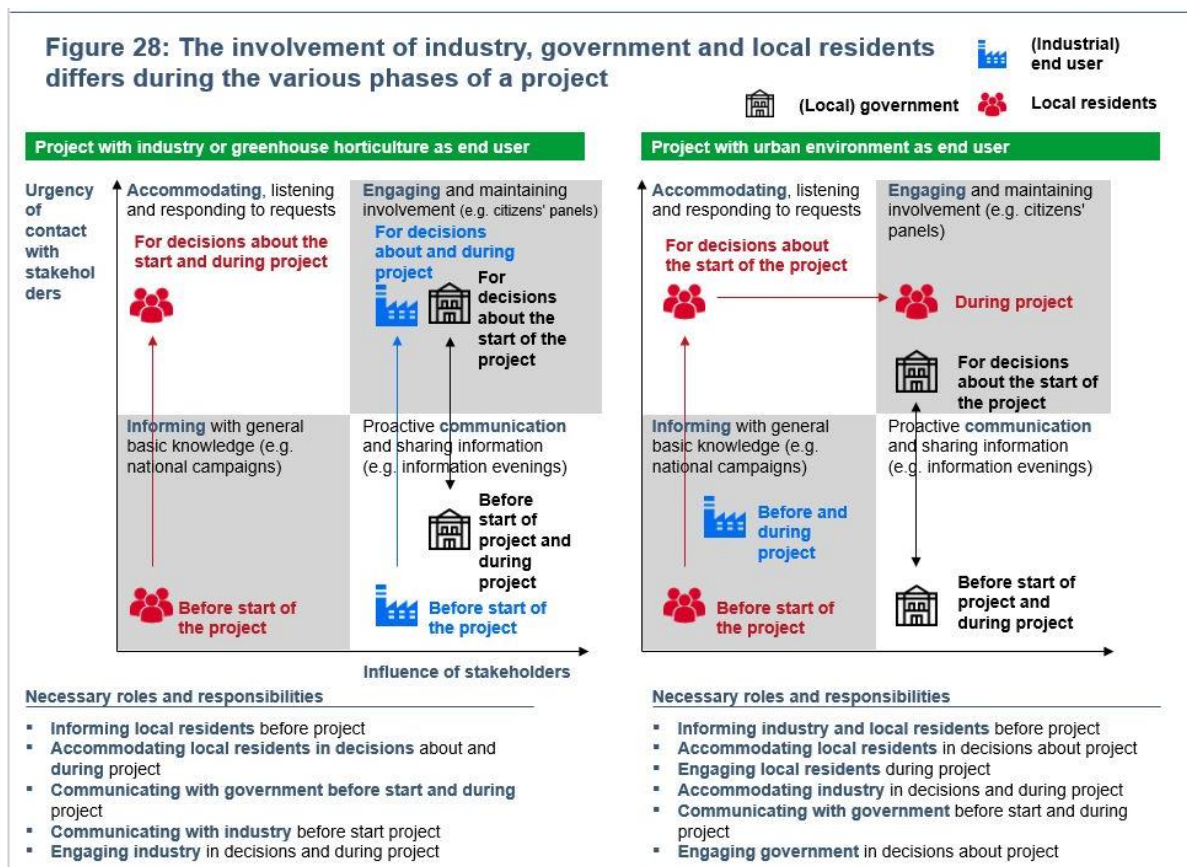 Figure 28: The involvement of industry, government and local residents
differs during the various phases of a project
(Industrial)
end user
(Local) government
Local residents
Project with industry or greenhouse horticulture as end user
Urgency
of
contact
with
stakehol
ders
Accommodating, listening
and responding to requests
For decisions about the
start and during project
Engaging and maintaining
involvement (e.g. citizens' panels)
For decisions
about and during
project
For
decisions
about the
start of the
project
Informing with general
basic knowledge (e.g.
national campaigns)
Before start of
the project
Proactive communication
and sharing information
(e.g. information evenings)
Before
start of
project and
during
project
Before start of
the project
Influence of stakeholders
Necessary roles and responsibilities
▪ Informing local residents before project
▪ Accommodating local residents in decisions about and
during project
▪ Communicating with government before start and during
project
▪ Communicating with industry before start project
▪ Engaging industry in decisions and during project
Project with urban environment as end user
Accommodating, listening
and responding to requests
For decisions about
the start of the project
Engaging and maintaining
involvement (e.g. citizens'
panels)
During project
For decisions
about the start of
the project
Informing with general
basic knowledge (e.g.
national campaigns)
Before and
during
project
Before start of
the project
Proactive communication
and sharing information
(e.g. information evenings)
Before start of
project and
during project
Necessary roles and responsibilities
▪ Informing industry and local residents before project
▪ Accommodating local residents in decisions about project
▪ Engaging local residents during project
▪ Accommodating industry in decisions and during project
▪ Communicating with government before start and during
project
▪ Engaging government in decisions about project